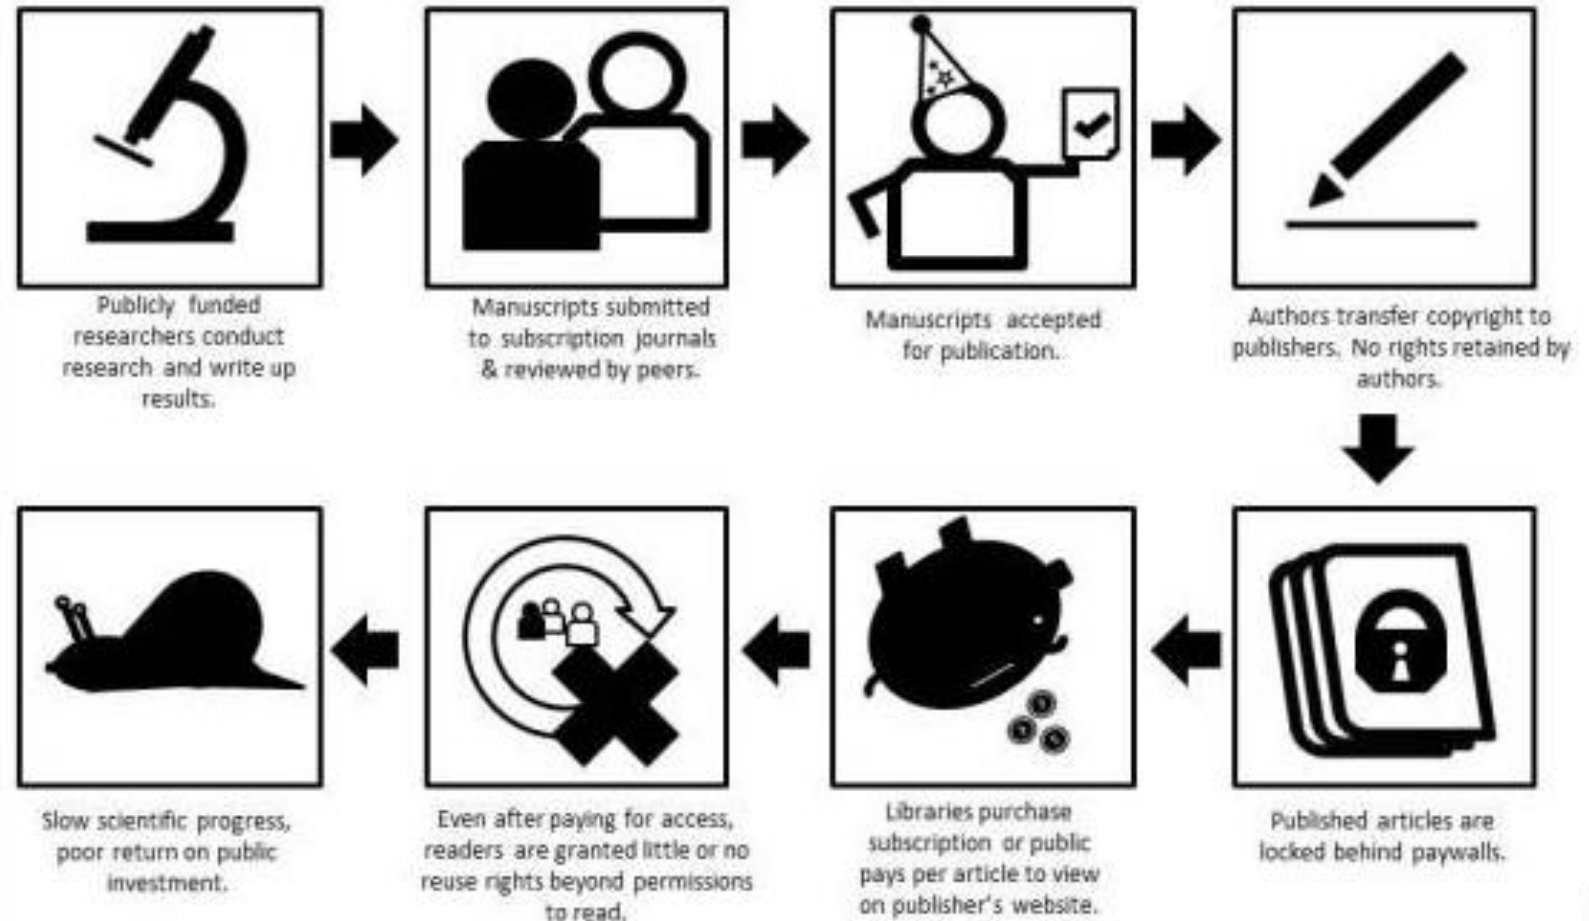 Publicly funded
researchers conduct
research and write up
results.
Manuscripts submitted
to subscription journals
& reviewed by peers.
Manuscripts accepted
for publication.
Authors transfer copyright to
publishers. No rights retained by
authors.
Published articles are
locked behind paywalls.
Libraries purchase
subscription or public
pays per article to view
on publisher's website.
Even after paying for access,
readers are granted little or no
reuse rights beyond permissions
to read.
Slow scientific progress,
poor return on public
investment.